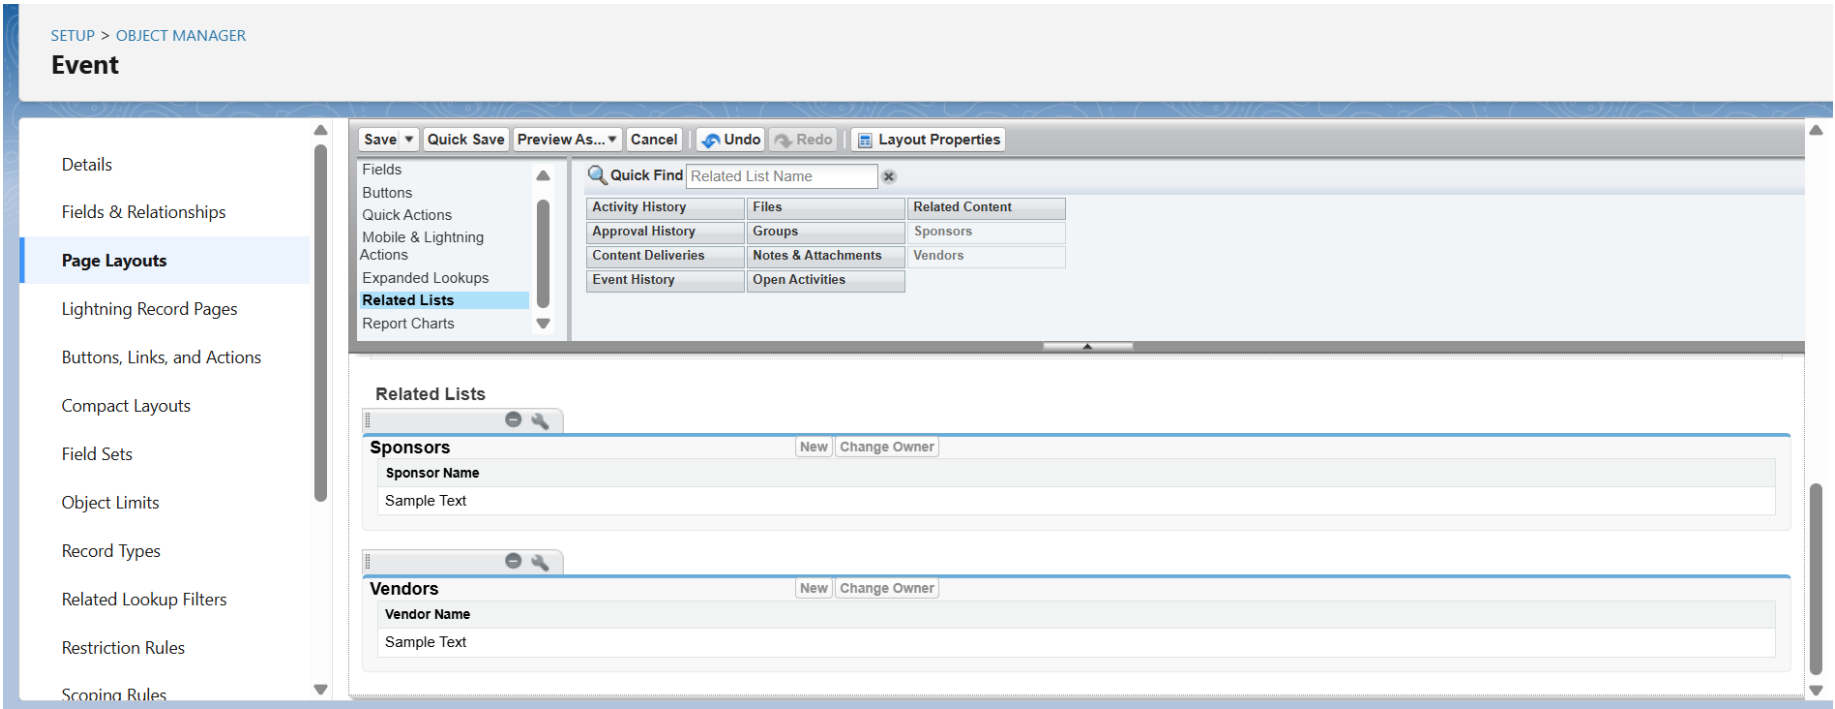 SETUP > OBJECT MANAGER
Event
Details
Fields & Relationships
Page Layouts
Lightning Record Pages
Buttons, Links, and Actions
Compact Layouts
Field Sets
Object Limits
Record Types
Related Lookup Filters
Restriction Rules
Scoping Rules
Save Quick Save Preview As... Cancel Undo Redo Layout Properties
Fields
Buttons
Quick Actions
Mobile & Lightning
Actions
Expanded Lookups
Related Lists
Report Charts
Quick Find Related List Name
Activity History Files Related Content
Approval History Groups Sponsors
Content Deliveries Notes & Attachments Vendors
Event History Open Activities
Related Lists
Sponsors New Change Owner
Sponsor Name
Sample Text
Vendors New Change Owner
Vendor Name
Sample Text